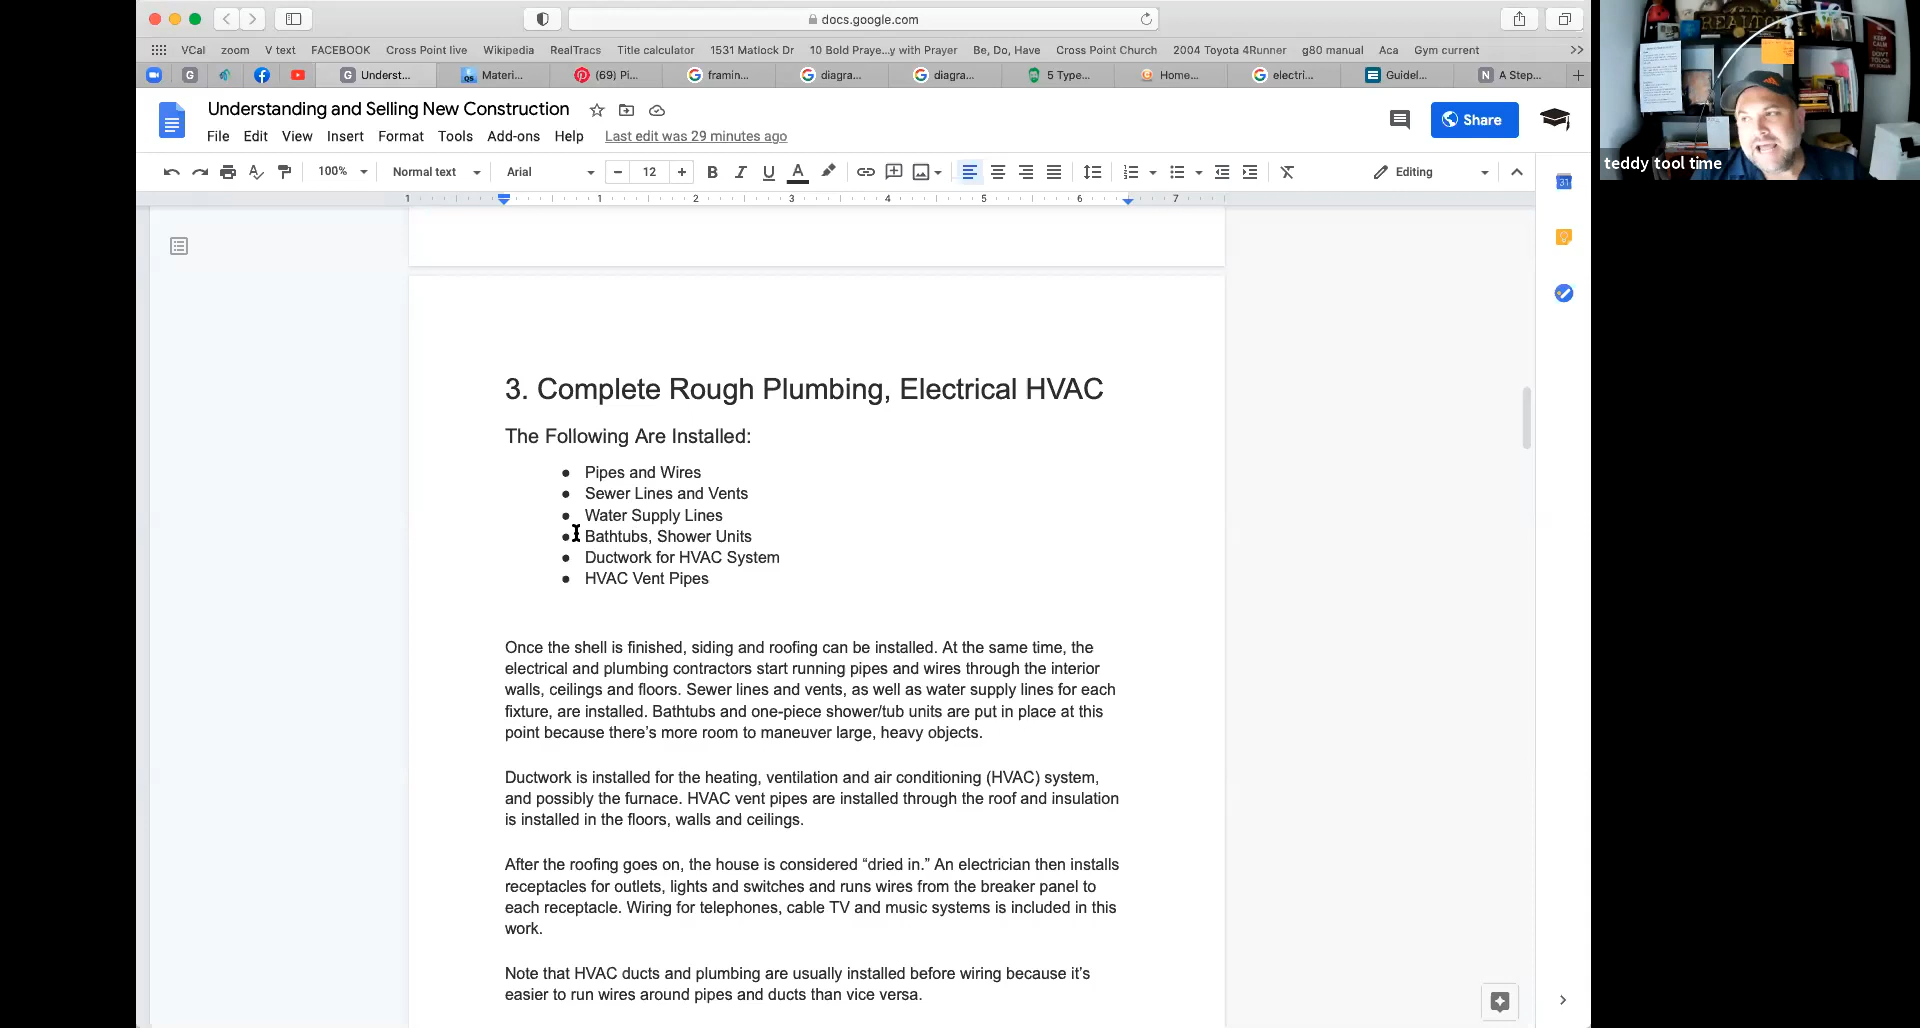 docs.google.com
VCal zoom V text FACEBOOK Cross Point live Wikipedia RealTracs Title calculator 1531 Matlock Dr 10 Bold Praye...y with Prayer Be, Do, Have Cross Point Church 2004 Toyota 4Runner g80 manual Aca Gym current >>
Underst... Materi... (69) Pi... framin... diagra... diagra... 5 Type... Home... electri... Guidel... A Step...
Understanding and Selling New Construction
File Edit View Insert Format Tools Add-ons Help Last edit was 29 minutes ago
Share
100% Normal text Arial 12 Editing
1 1 2 3 4 5 6 7
3. Complete Rough Plumbing, Electrical HVAC
The Following Are Installed:
● Pipes and Wires
● Sewer Lines and Vents
● Water Supply Lines
● Bathtubs, Shower Units
● Ductwork for HVAC System
● HVAC Vent Pipes
Once the shell is finished, siding and roofing can be installed. At the same time, the
electrical and plumbing contractors start running pipes and wires through the interior
walls, ceilings and floors. Sewer lines and vents, as well as water supply lines for each
fixture, are installed. Bathtubs and one-piece shower/tub units are put in place at this
point because there's more room to maneuver large, heavy objects.
Ductwork is installed for the heating, ventilation and air conditioning (HVAC) system,
and possibly the furnace. HVAC vent pipes are installed through the roof and insulation
is installed in the floors, walls and ceilings.
After the roofing goes on, the house is considered “dried in.” An electrician then installs
receptacles for outlets, lights and switches and runs wires from the breaker panel to
each receptacle. Wiring for telephones, cable TV and music systems is included in this
work.
Note that HVAC ducts and plumbing are usually installed before wiring because it's
easier to run wires around pipes and ducts than vice versa.
31
REALTO
KEEP
CALM
DON'T
TOUCH
teddy tool time